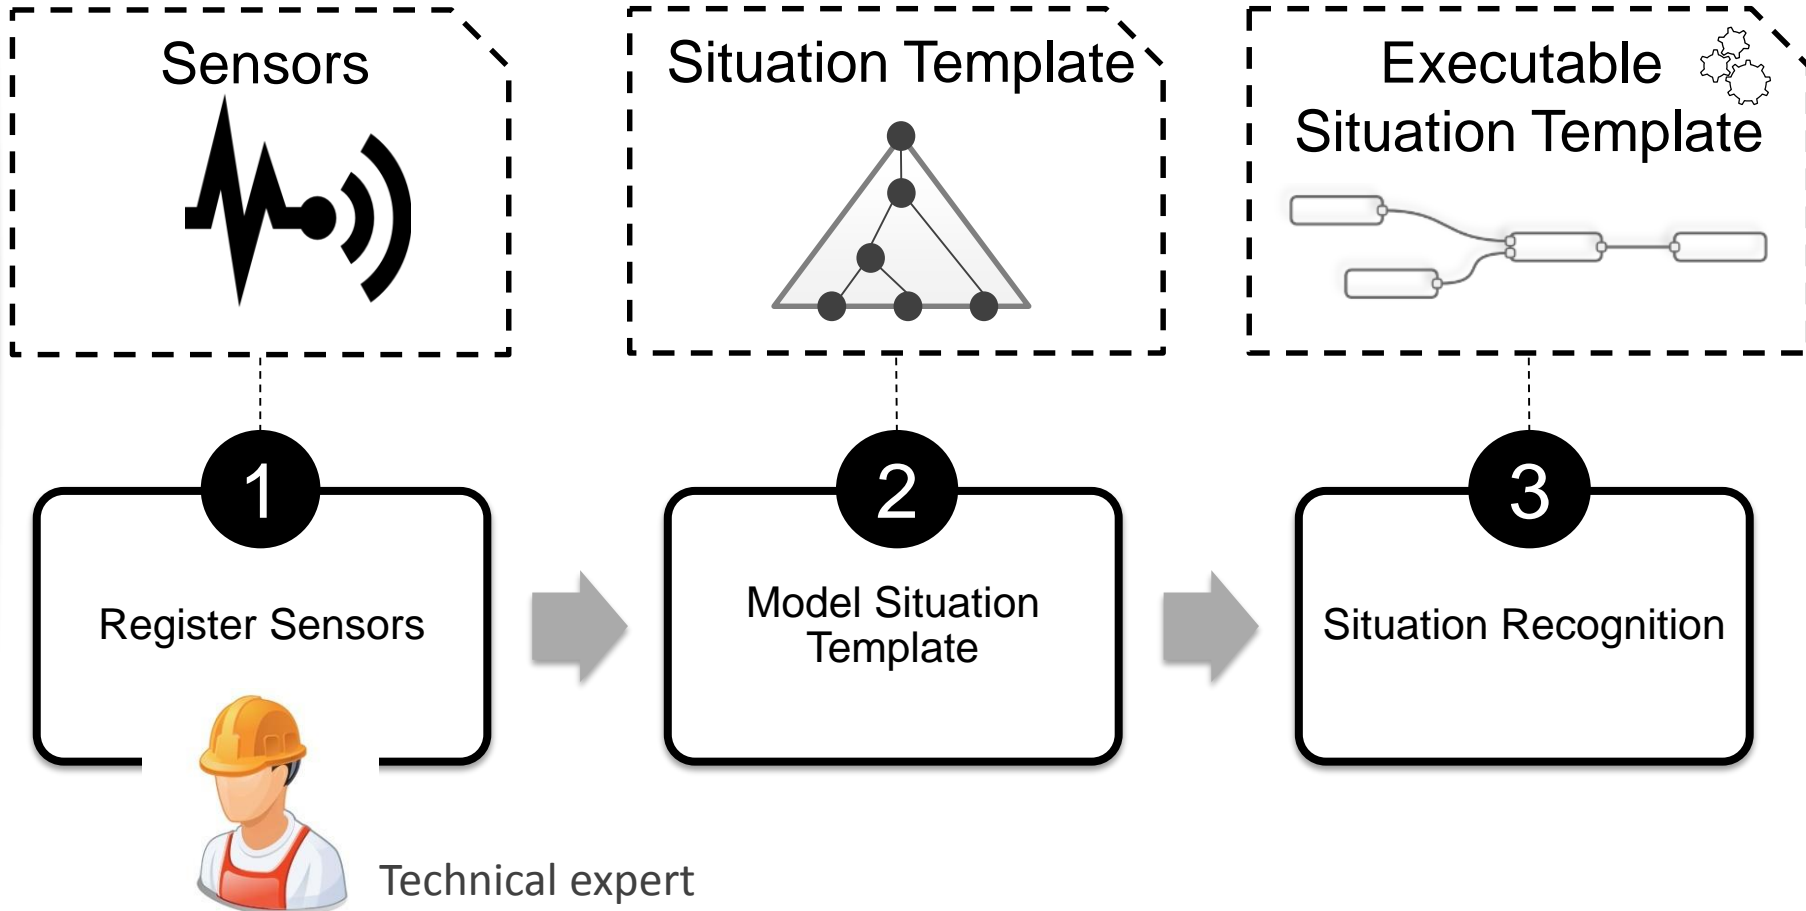 Sensors
Situation Template
Executable
Situation Template
1
2
3
Register Sensors
Model Situation
Template
Situation Recognition
Technical expert